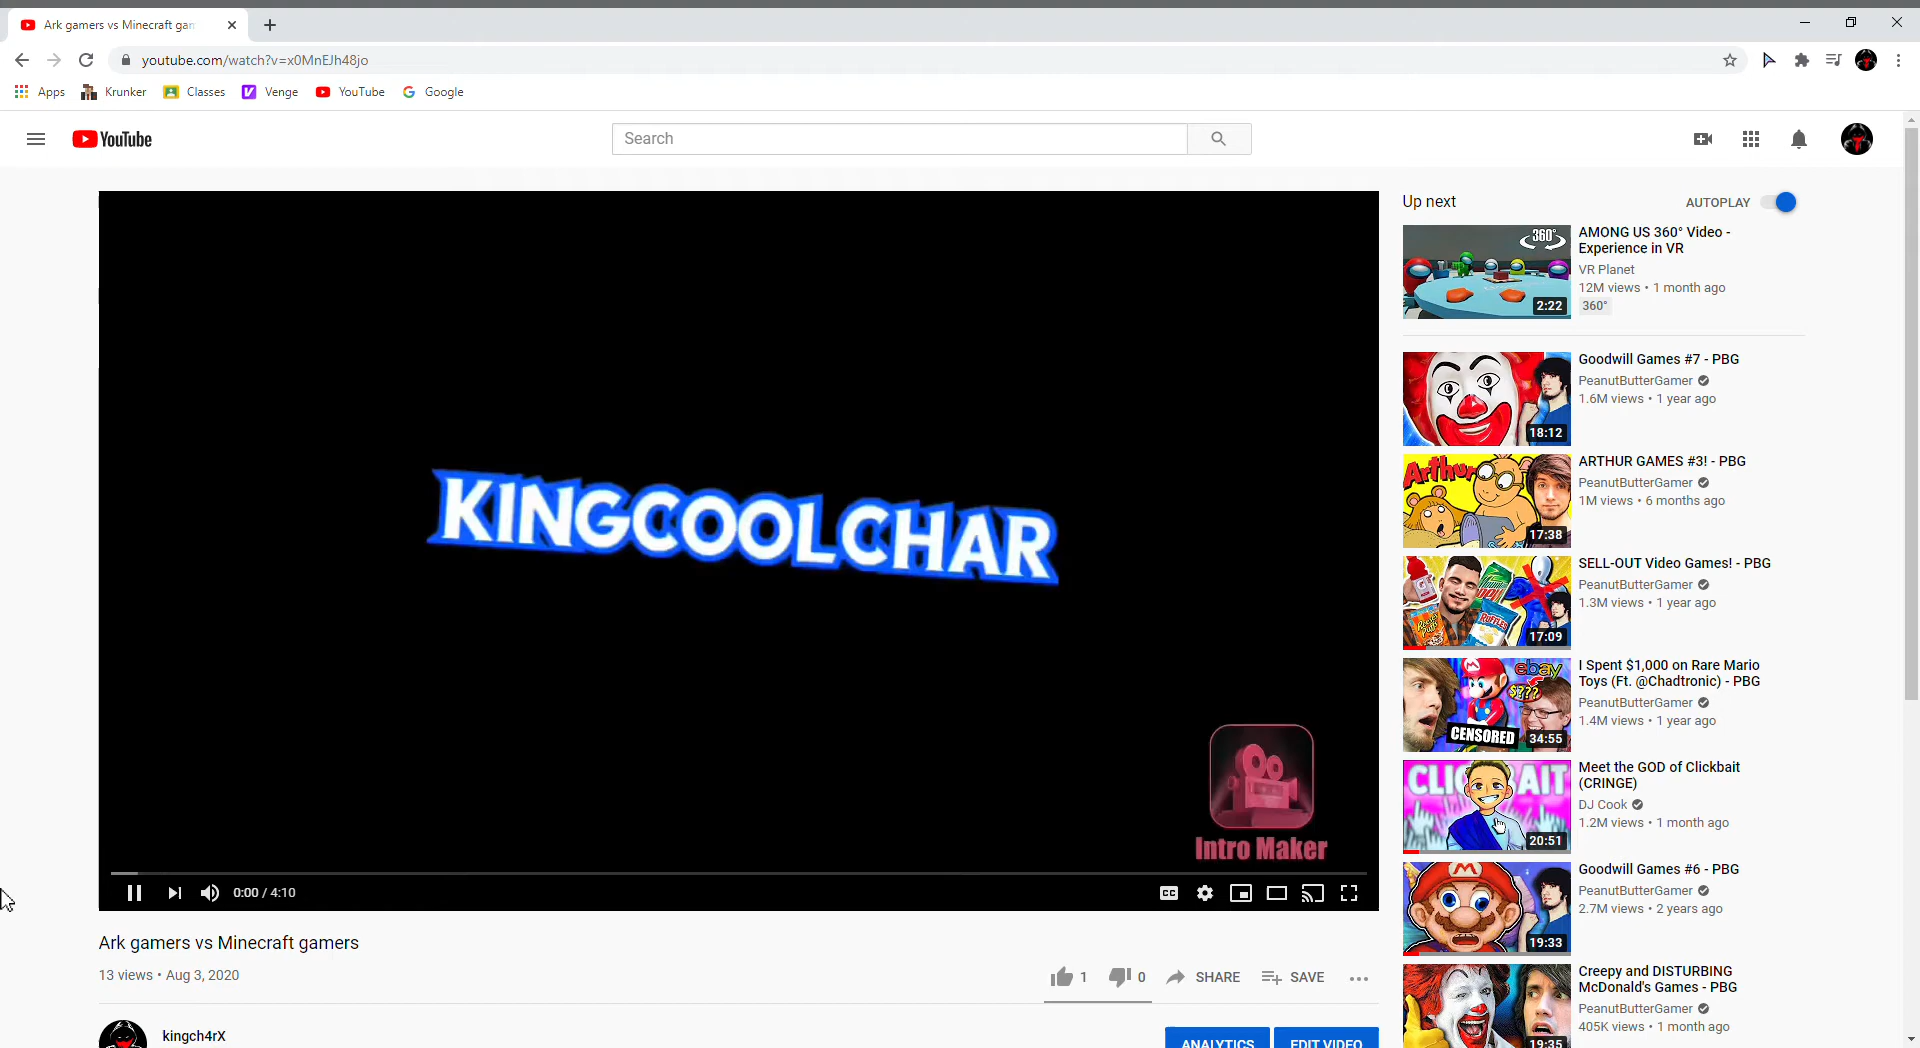 Ark gamers vs Minecraft gam
youtube.com/watch?v=x0MnEJh48jo
Apps Krunker Classes Venge YouTube Google
YouTube
Search
KINGCOOLCHAR
Intro Maker
0:00 / 4:10
CC
Ark gamers vs Minecraft gamers
13 views • Aug 3, 2020
1 0 SHARE SAVE
kingch4rX
ANALYTICS EDIT VIDEO
Up next
AUTOPLAY
360°
2:22
AMONG US 360° Video -
Experience in VR
VR Planet
12M views • 1 month ago
360°
18:12
Goodwill Games #7 - PBG
PeanutButterGamer
1.6M views • 1 year ago
Arthur
17:38
ARTHUR GAMES #3! - PBG
PeanutButterGamer
1M views • 6 months ago
RUFFLES
17:09
SELL-OUT Video Games! - PBG
PeanutButterGamer
1.3M views • 1 year ago
ebay
$???
CENSORED
34:55
I Spent $1,000 on Rare Mario
Toys (Ft. @Chadtronic) - PBG
PeanutButterGamer
1.4M views • 1 year ago
CLI AIT
20:51
Meet the GOD of Clickbait
(CRINGE)
DJ Cook
1.2M views • 1 month ago
M
19:33
Goodwill Games #6 - PBG
PeanutButterGamer
2.7M views • 2 years ago
19:35
Creepy and DISTURBING
McDonald's Games - PBG
PeanutButterGamer
405K views • 1 month ago